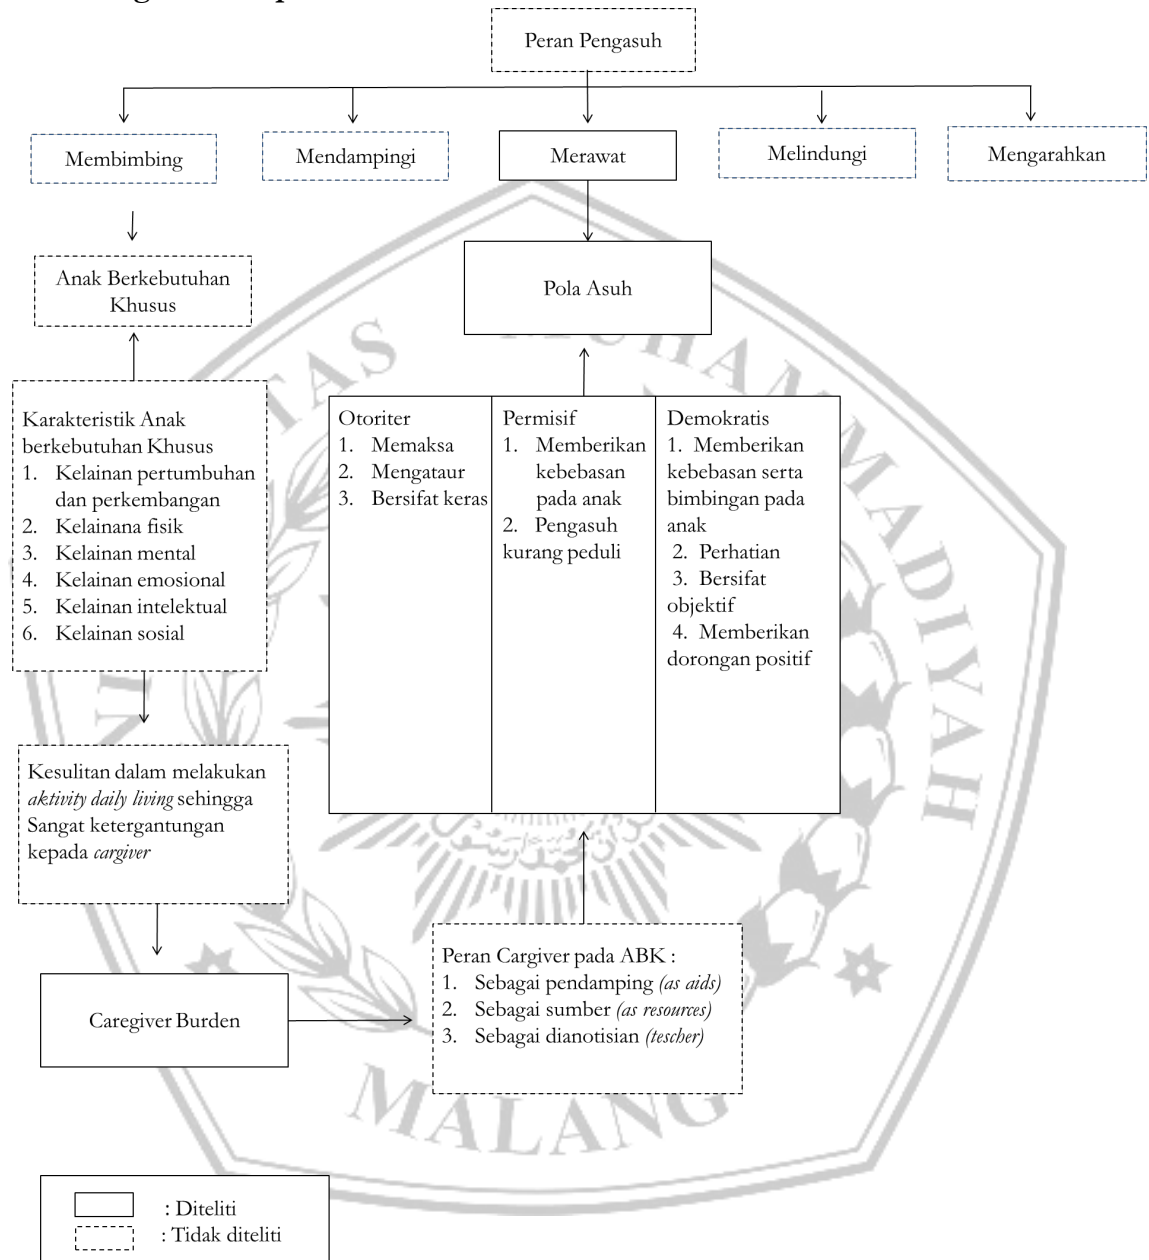 Peran Pengasuh
Membimbing
Mendampingi
Merawat
Melindungi
Mengarahkan
Anak Berkebutuhan
Khusus
Pola Asuh
Karakteristik Anak
berkebutuhan Khusus
1. Kelainan pertumbuhan
dan perkembangan
2. Kelainana fisik
3. Kelainan mental
4. Kelainan emosional
5. Kelainan intelektual
6. Kelainan sosial
Otoriter
1. Memaksa
2. Mengataur
3. Bersifat keras
Permisif
1. Memberikan
kebebasan
pada anak
2. Pengasuh
kurang peduli
Demokratis
1. Memberikan
kebebasan serta
bimbingan pada
anak
2. Perhatian
3. Bersifat
objektif
4. Memberikan
dorongan positif
Kesulitan dalam melakukan
aktivity daily living sehingga
Sangat ketergantungan
kepada cargiver
Caregiver Burden
Peran Cargiver pada ABK :
1. Sebagai pendamping (as aids)
2. Sebagai sumber (as resources)
3. Sebagai dianotisian (tescher)
: Diteliti
: Tidak diteliti
MUHAMMADIYAH
MALANG